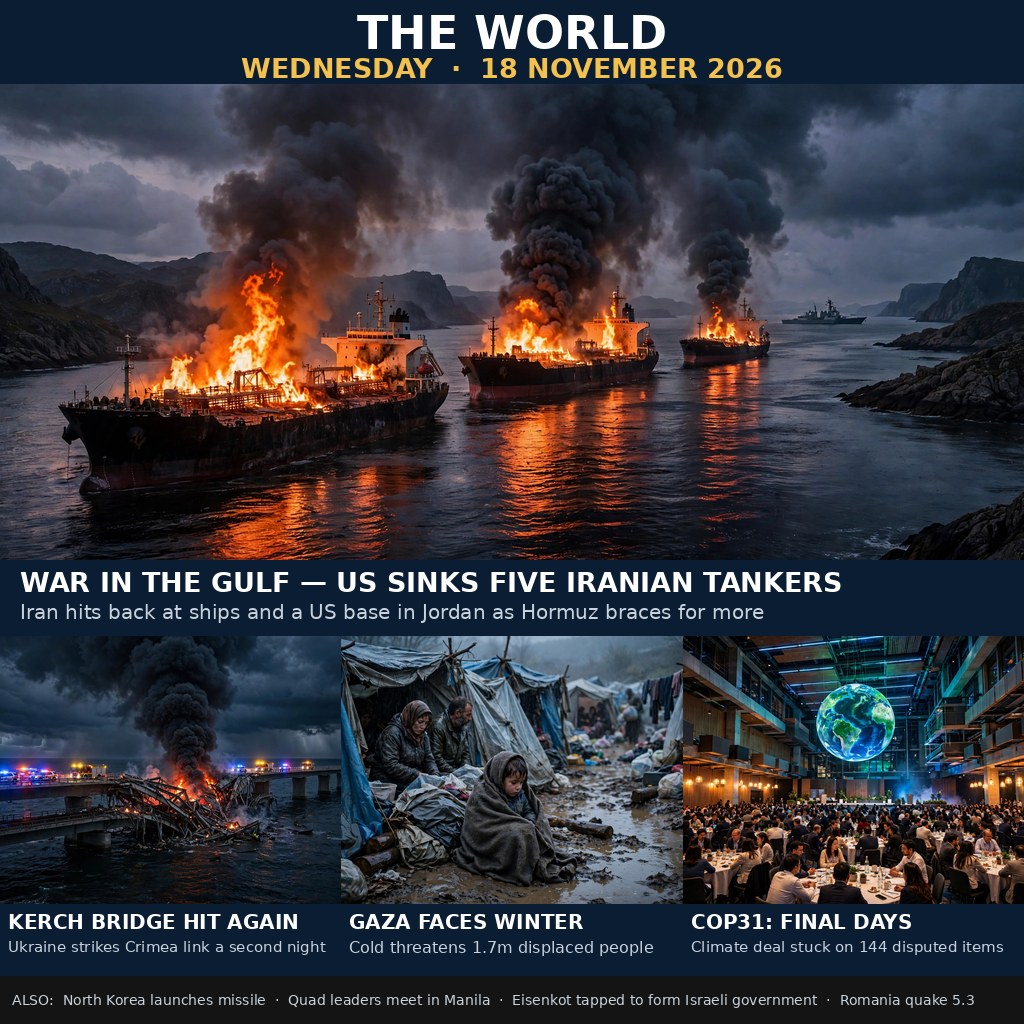 THE WORLD
WEDNESDAY · 18 NOVEMBER 2026
WAR IN THE GULF — US SINKS FIVE IRANIAN TANKERS
Iran hits back at ships and a US base in Jordan as Hormuz braces for more
KERCH BRIDGE HIT AGAIN
Ukraine strikes Crimea link a second night
GAZA FACES WINTER
Cold threatens 1.7m displaced people
COP31: FINAL DAYS
Climate deal stuck on 144 disputed items
ALSO: North Korea launches missile · Quad leaders meet in Manila · Eisenkot tapped to form Israeli government · Romania quake 5.3